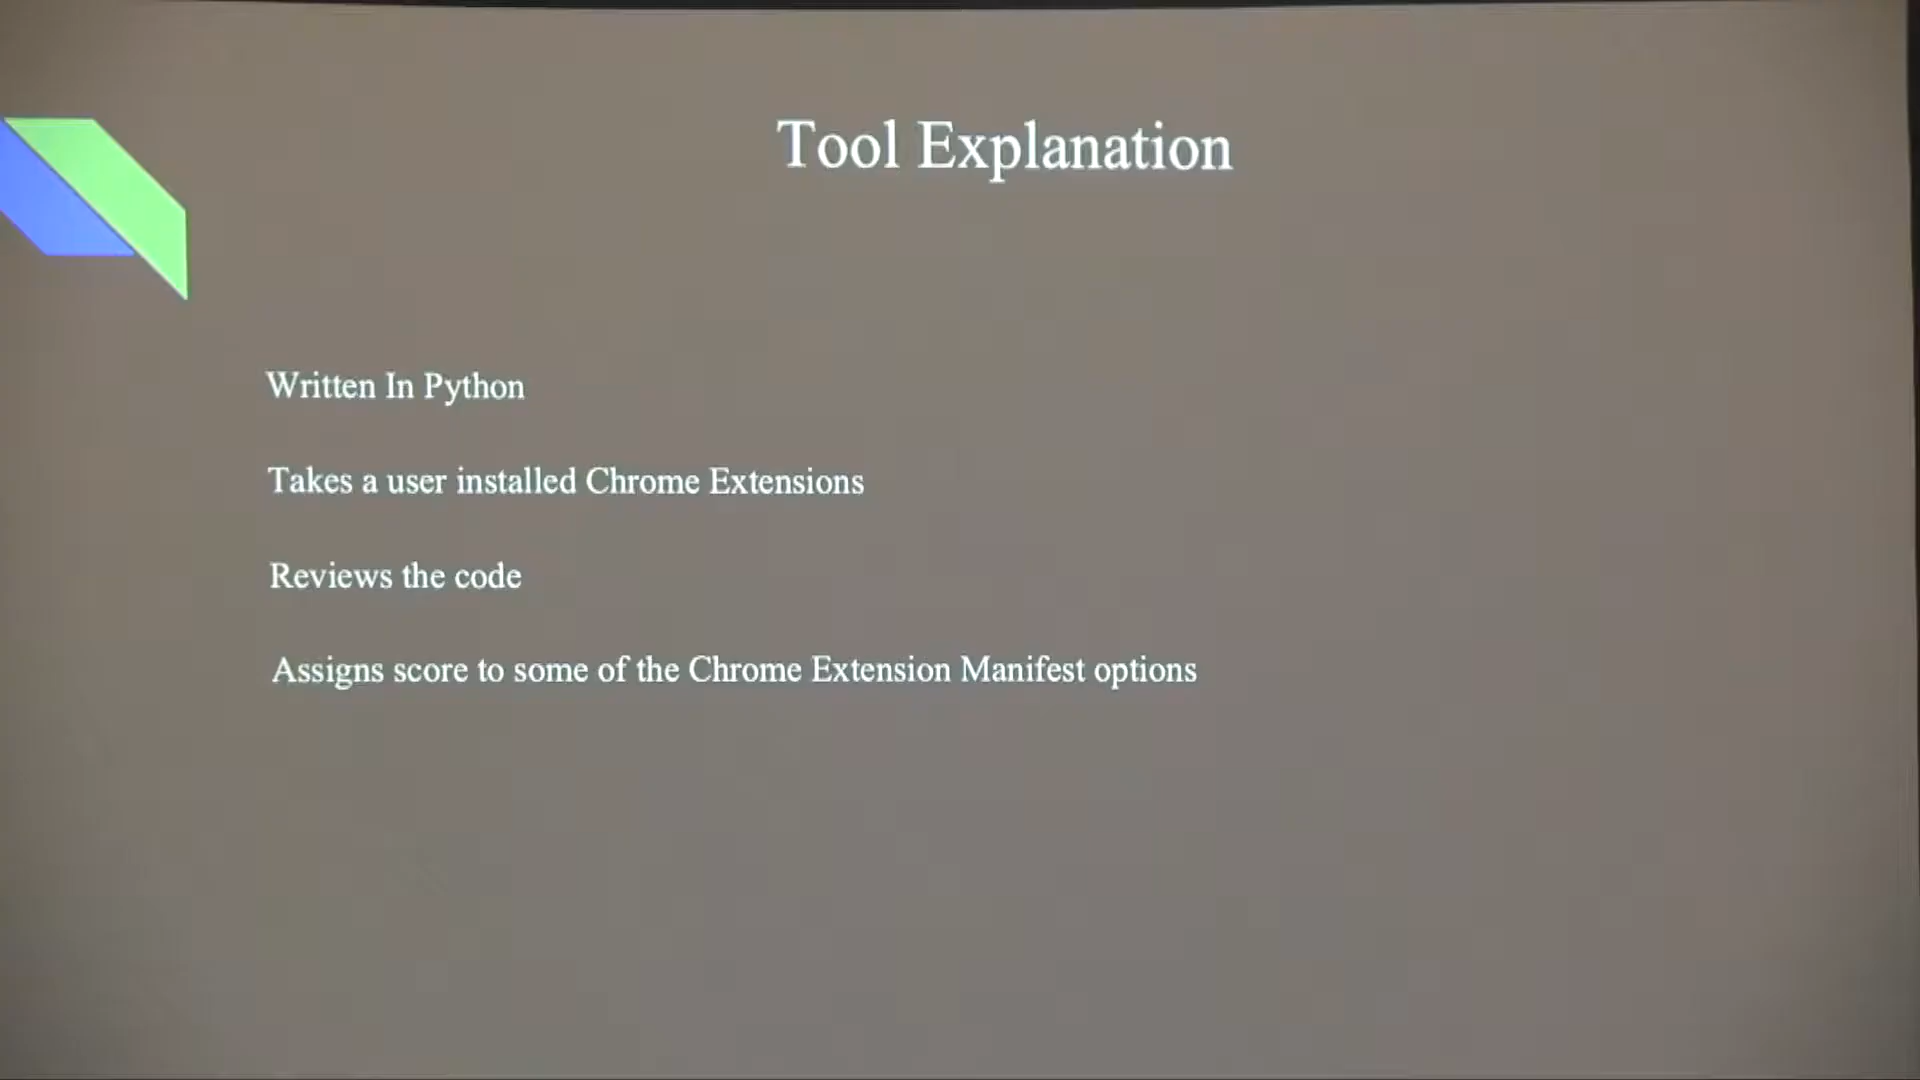 Tool Explanation
Written In Python
Takes a user installed Chrome Extensions
Reviews the code
Assigns score to some of the Chrome Extension Manifest options